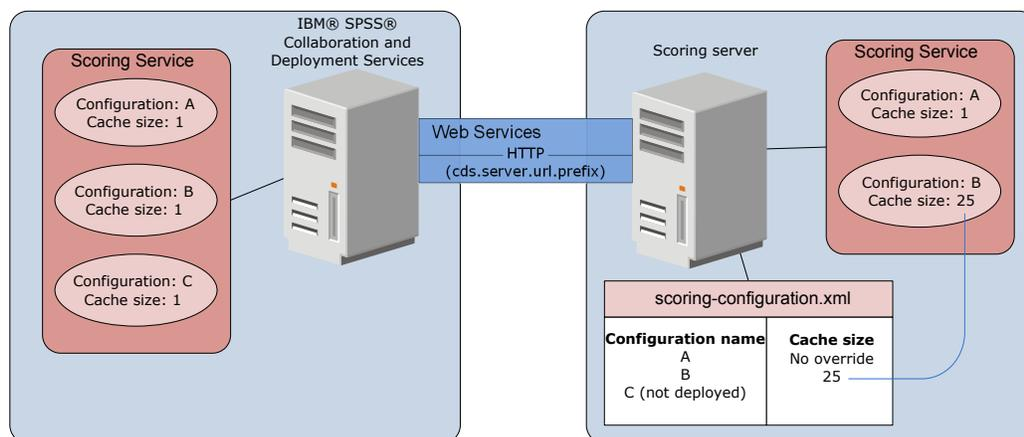 IBM® SPSS®
Collaboration and
Deployment Services
Scoring Service
Configuration: A
Cache size: 1
Configuration: B
Cache size: 1
Configuration: C
Cache size: 1
Web Services
HTTP
(cds.server.url.prefix)
Scoring server
Scoring Service
Configuration: A
Cache size: 1
Configuration: B
Cache size: 25
scoring-configuration.xml
Configuration name
A
B
C (not deployed)
Cache size
No override
25